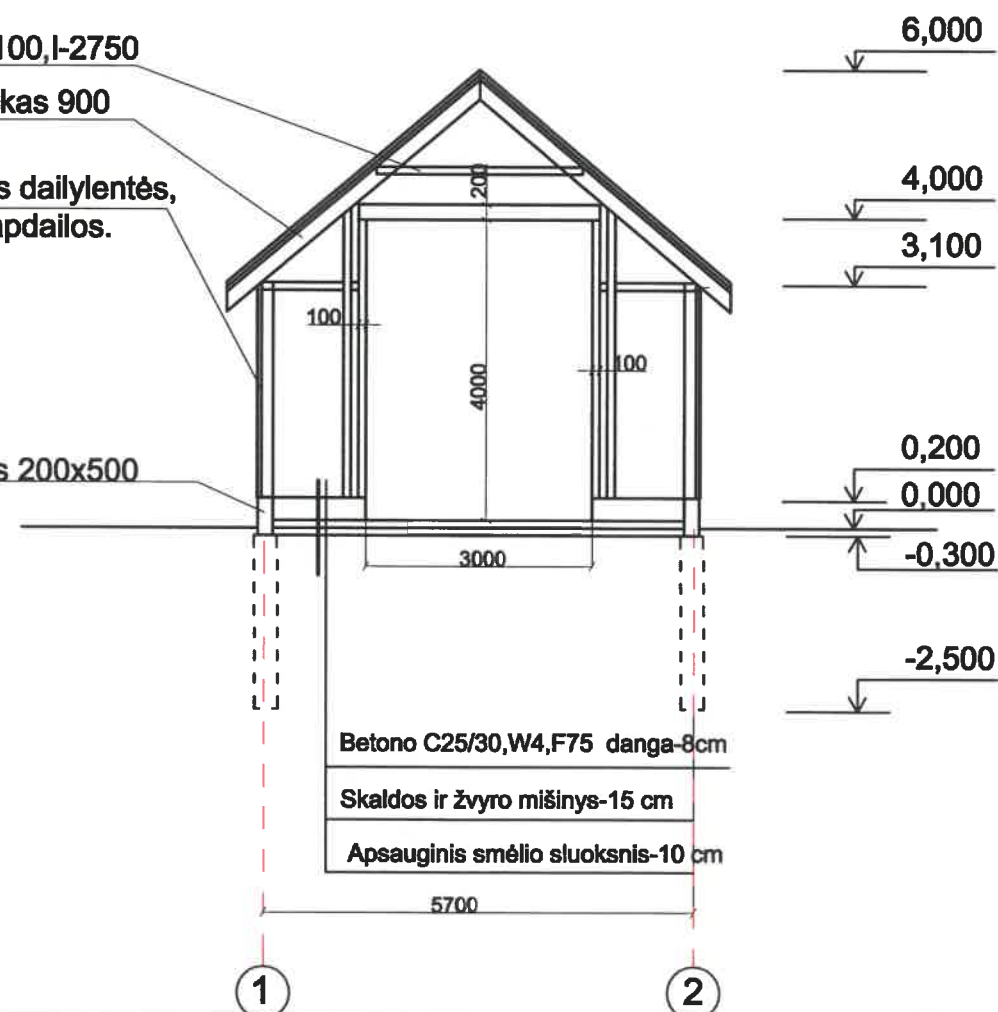 100,l-2750
kas 900
s dailylentės,
apdailos.
s 200x500
6,000
4,000
3,100
0,200
0,000
-0,300
-2,500
200
100
100
4000
3000
Betono C25/30,W4,F75 danga-8cm
Skaldos ir žvyro mišinys-15 cm
Apsauginis smėlio sluoksnis-10 cm
5700
1
2